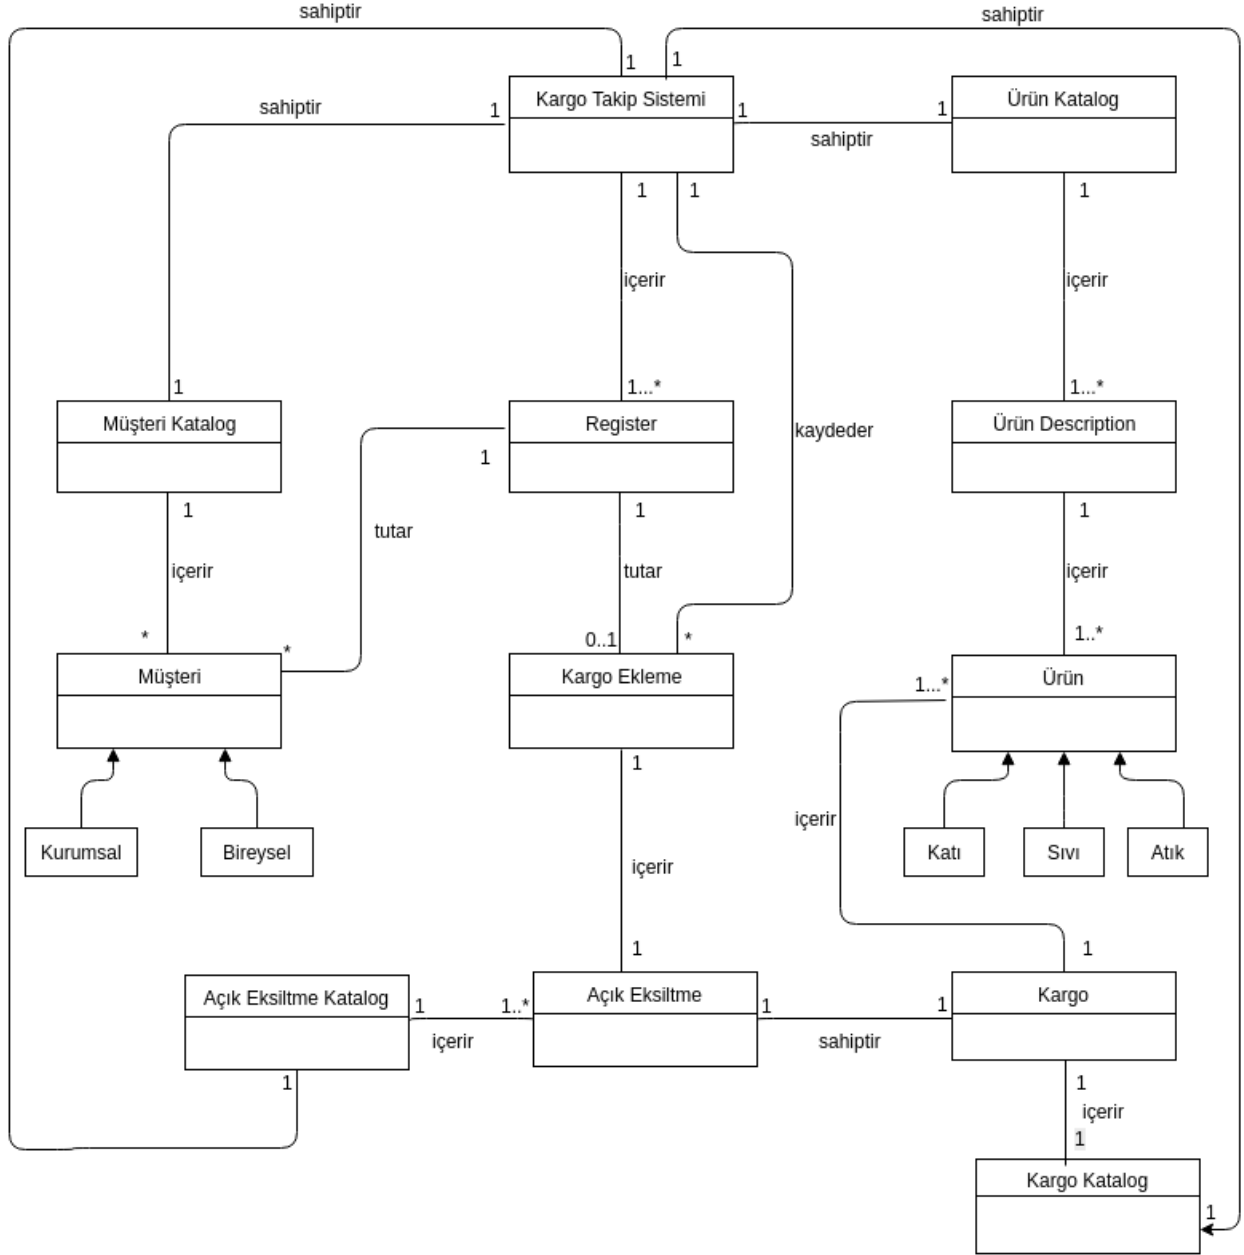 sahiptir
sahiptir
1
1
Kargo Takip Sistemi
Ürün Katalog
sahiptir
1
1
1
sahiptir
1
1
1
içerir
içerir
1
1...*
1...*
Müşteri Katalog
Register
Ürün Description
kaydeder
1
1
1
1
tutar
içerir
tutar
içerir
*
*
0..1
*
1..*
Müşteri
Kargo Ekleme
Ürün
1...*
1
içerir
Kurumsal
Bireysel
Katı
Sıvı
Atık
içerir
1
1
Açık Eksiltme Katalog
Açık Eksiltme
Kargo
1
1..*
1
1
içerir
sahiptir
1
1
içerir
1
Kargo Katalog
1